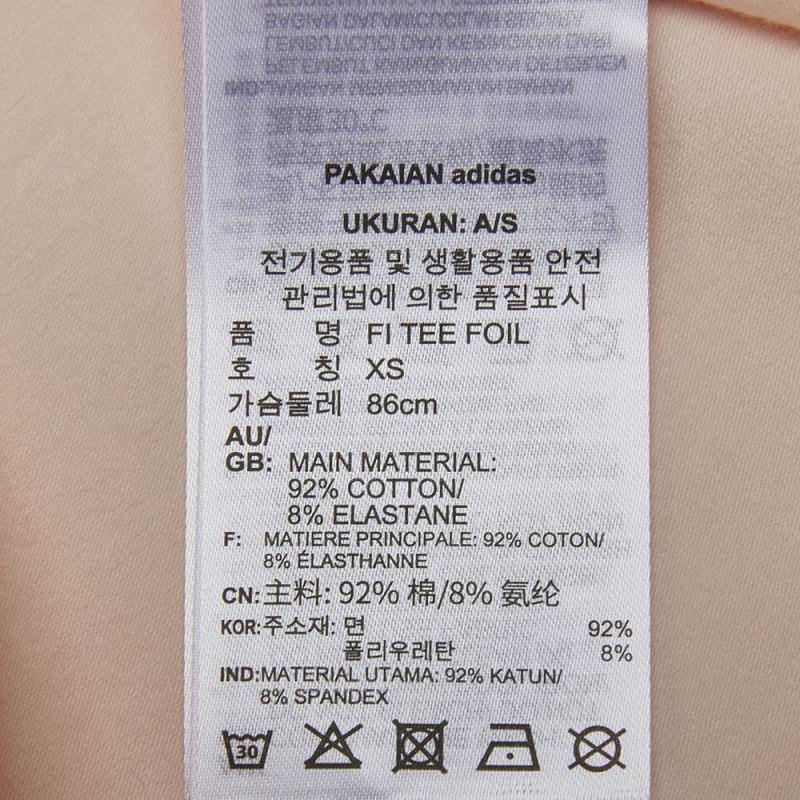 PAKAIAN adidas
UKURAN: A/S
전기용품 및 생활용품 안전
관리법에 의한 품질표시
품 명 FI TEE FOIL
호 칭 XS
가슴둘레 86cm
AU/
GB: MAIN MATERIAL:
92% COTTON/
8% ELASTANE
F: MATIERE PRINCIPALE: 92% COTON/
8% ÉLASTHANNE
CN:主料: 92% 棉/8% 氨纶
KOR:주소재: 면 92%
폴리우레탄 8%
IND:MATERIAL UTAMA: 92% KATUN/
8% SPANDEX
30